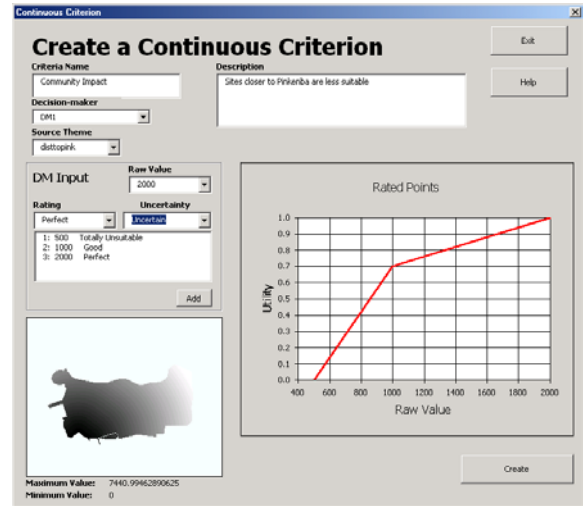 Continuous Criterion
Create a Continuous Criterion
Exit
Criteria Name
Description
Community Impact
Sites closer to Pinkenba are less suitable
Help
Decision-maker
DM1
Source Theme
disttopink
DM Input
Raw Value
2000
Rating
Uncertainty
Perfect
Uncertain
1: 500 Totally Unsuitable
2: 1000 Good
3: 2000 Perfect
Add
Rated Points
Utility
1.0
0.9
0.8
0.7
0.6
0.5
0.4
0.3
0.2
0.1
0.0
400 600 800 1000 1200 1400 1600 1800 2000
Raw Value
Create
Maximum Value: 7440.99462890625
Minimum Value: 0